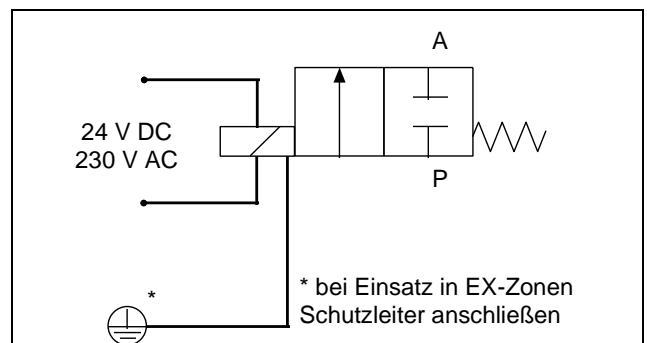 A
24 V DC
230 V AC
P
*
* bei Einsatz in EX-Zonen
Schutzleiter anschließen